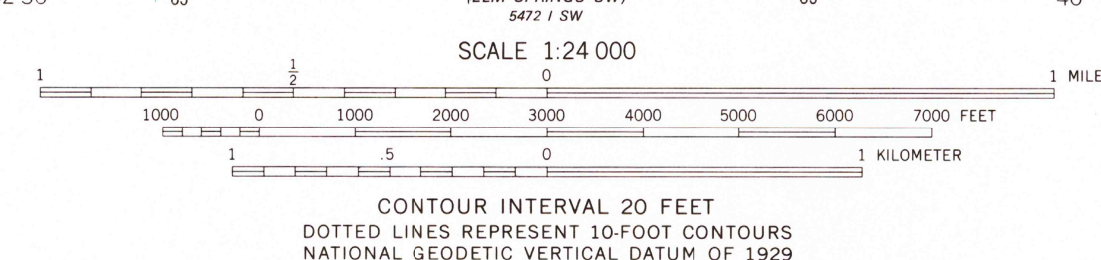 5472 I SW
SCALE 1:24 000
1 1/2 0 1 MILE
1000 0 1000 2000 3000 4000 5000 6000 7000 FEET
1 .5 0 1 KILOMETER
CONTOUR INTERVAL 20 FEET
DOTTED LINES REPRESENT 10-FOOT CONTOURS
NATIONAL GEODETIC VERTICAL DATUM OF 1929